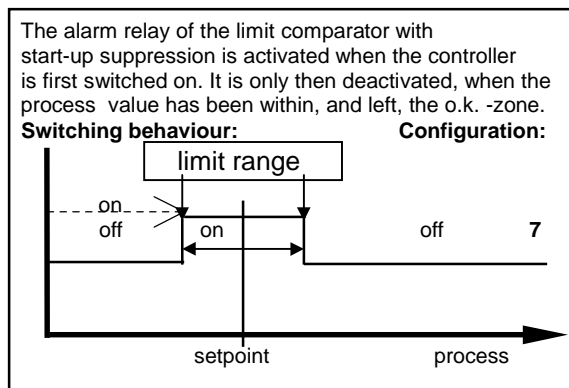 The alarm relay of the limit comparator with
start-up suppression is activated when the controller
is first switched on. It is only then deactivated, when the
process value has been within, and left, the o.k. -zone.
Switching behaviour: Configuration:
limit range
on
off on off 7
setpoint process